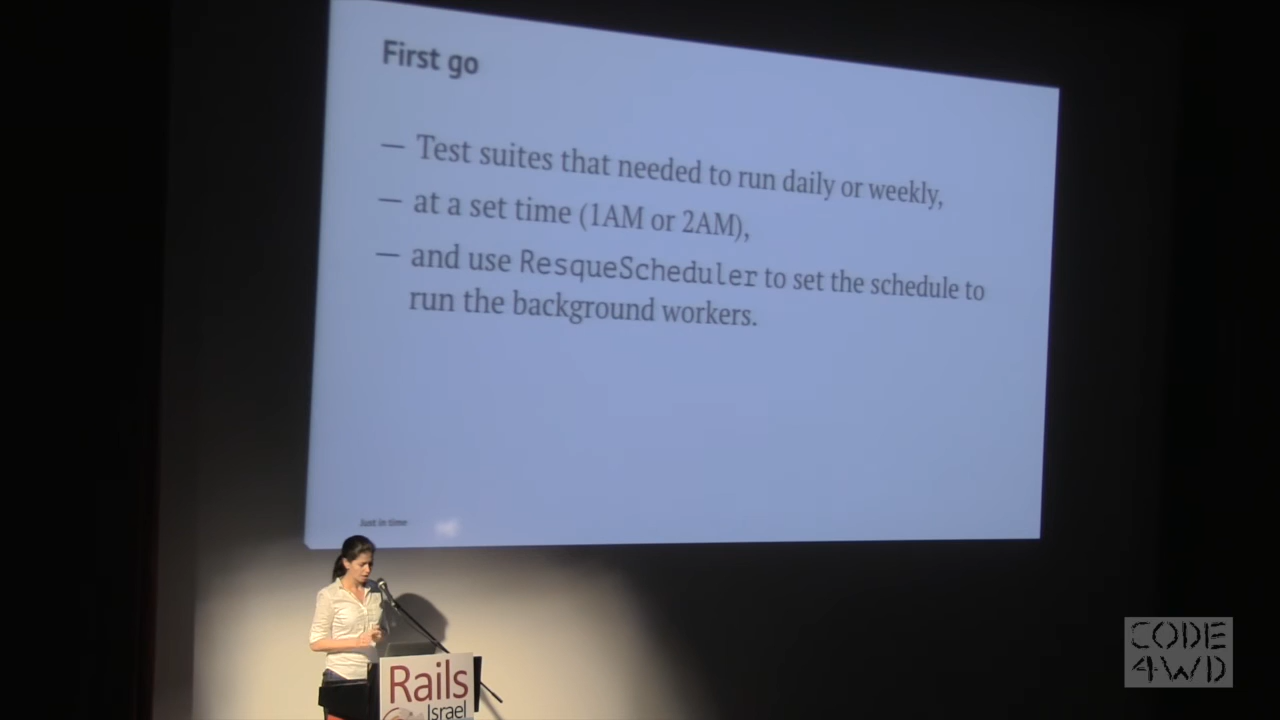 First go
— Test suites that needed to run daily or weekly,
— at a set time (1AM or 2AM),
— and use ResqueScheduler to set the schedule to
run the background workers.
Just in time
Rails
Israel
CODE
4WD